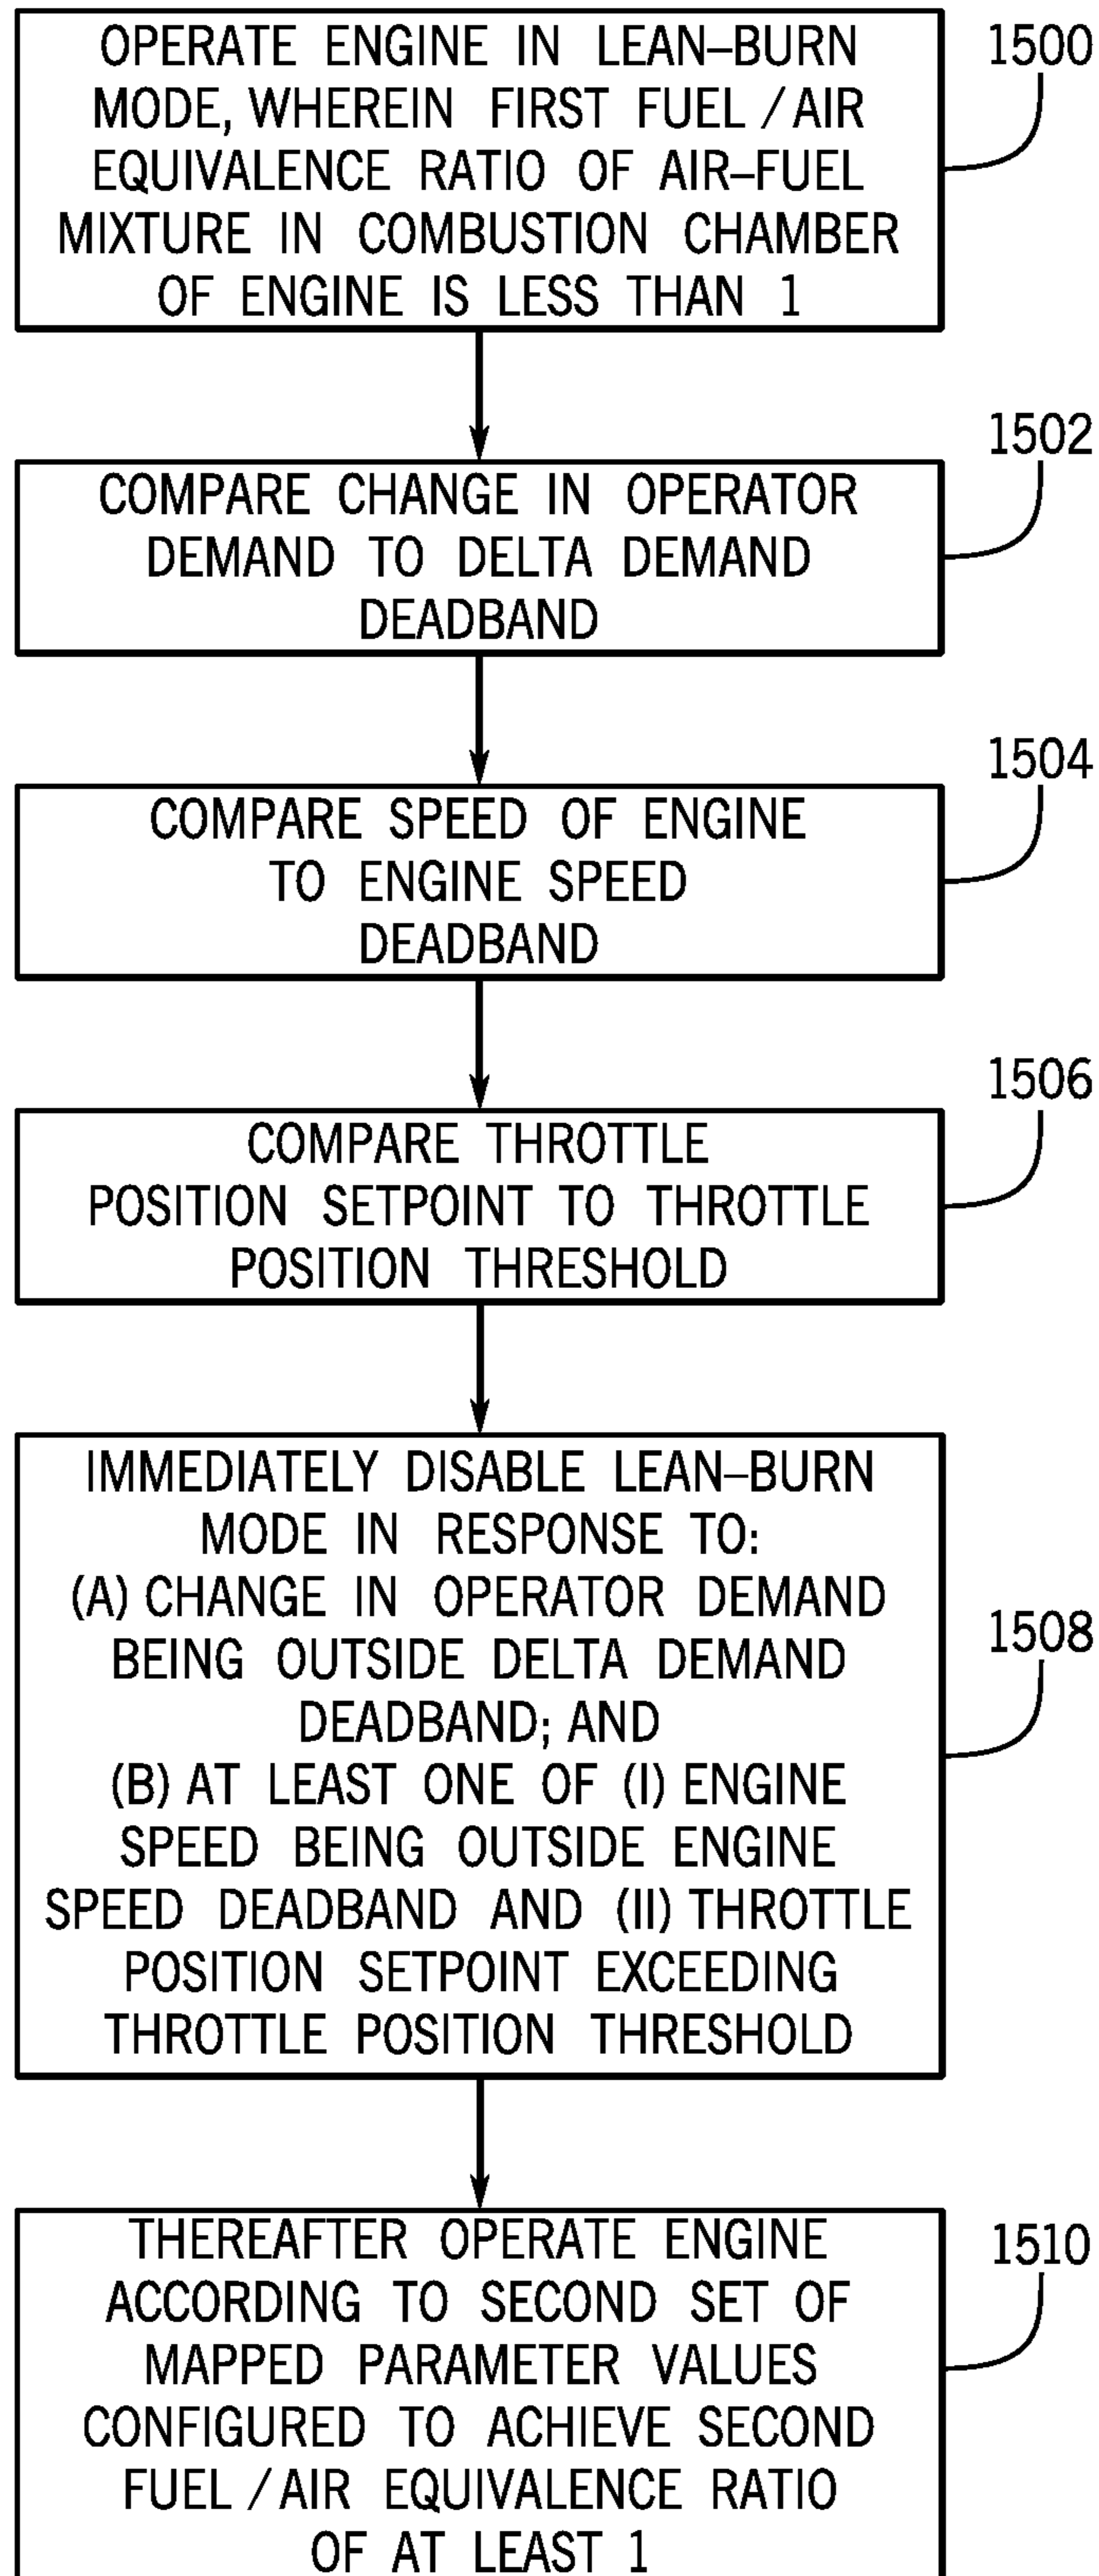 OPERATE ENGINE IN LEAN–BURN
MODE, WHEREIN FIRST FUEL / AIR
EQUIVALENCE RATIO OF AIR–FUEL
MIXTURE IN COMBUSTION CHAMBER
OF ENGINE IS LESS THAN 1
1500
COMPARE CHANGE IN OPERATOR
DEMAND TO DELTA DEMAND
DEADBAND
1502
COMPARE SPEED OF ENGINE
TO ENGINE SPEED
DEADBAND
1504
COMPARE THROTTLE
POSITION SETPOINT TO THROTTLE
POSITION THRESHOLD
1506
IMMEDIATELY DISABLE LEAN–BURN
MODE IN RESPONSE TO:
(A) CHANGE IN OPERATOR DEMAND
BEING OUTSIDE DELTA DEMAND
DEADBAND; AND
(B) AT LEAST ONE OF (I) ENGINE
SPEED BEING OUTSIDE ENGINE
SPEED DEADBAND AND (II) THROTTLE
POSITION SETPOINT EXCEEDING
THROTTLE POSITION THRESHOLD
1508
THEREAFTER OPERATE ENGINE
ACCORDING TO SECOND SET OF
MAPPED PARAMETER VALUES
CONFIGURED TO ACHIEVE SECOND
FUEL / AIR EQUIVALENCE RATIO
OF AT LEAST 1
1510